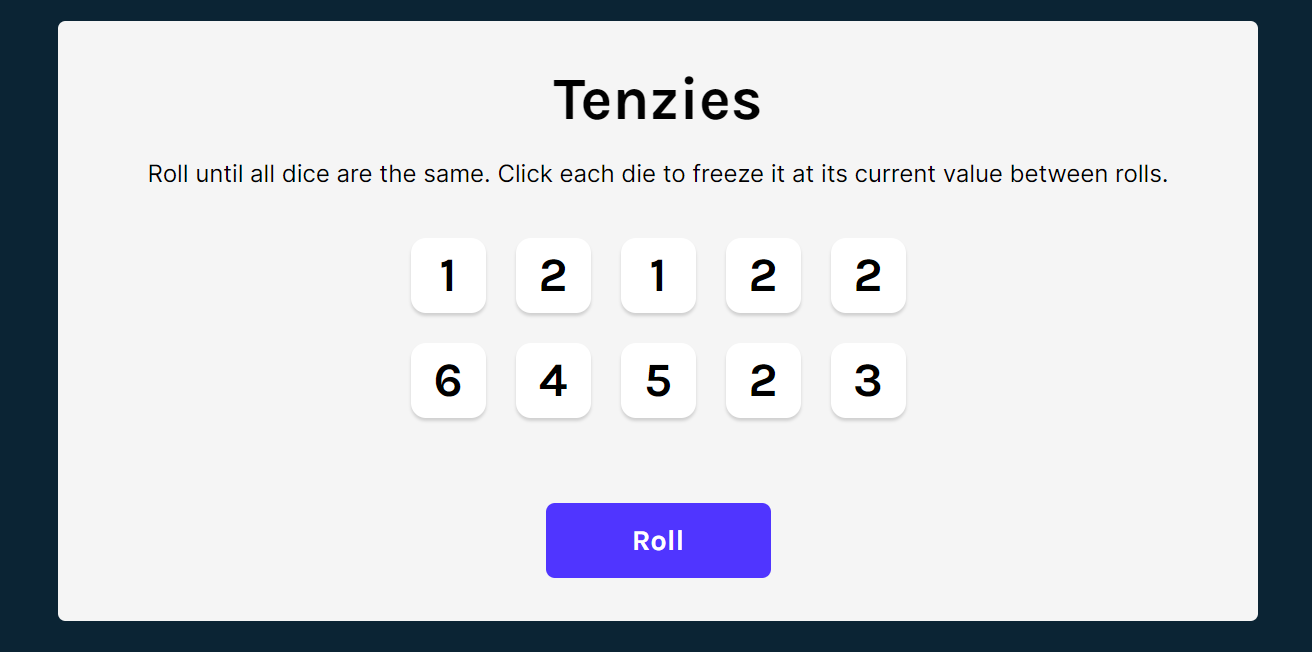 Tenzies
Roll until all dice are the same. Click each die to freeze it at its current value between rolls.
1 2 1 2 2
6 4 5 2 3
Roll